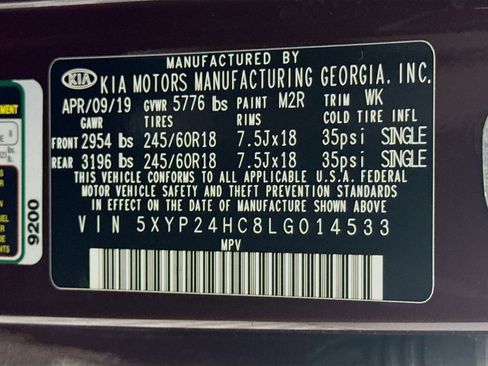 MANUFACTURED BY
KIA KIA MOTORS MANUFACTURING GEORGIA. INC.
APR/09/19 GVWR 5776 lbs PAINT M2R TRIM WK
GAWR TIRES RIMS COLD TIRE INFL
FRONT 2954 lbs 245/60R18 7.5Jx18 35psi SINGLE
REAR 3196 lbs 245/60R18 7.5Jx18 35psi SINGLE
THIS VEHICLE CONFORMS TO ALL APPLICABLE U.S.A. FEDERAL
MOTOR VEHICLE SAFETY AND THEFT PREVENTION STANDARDS
IN EFFECT ON THE DATE OF MANUFACTURE SHOWN ABOVE
VIN 5XYP24HC8LG014533
MPV
9200